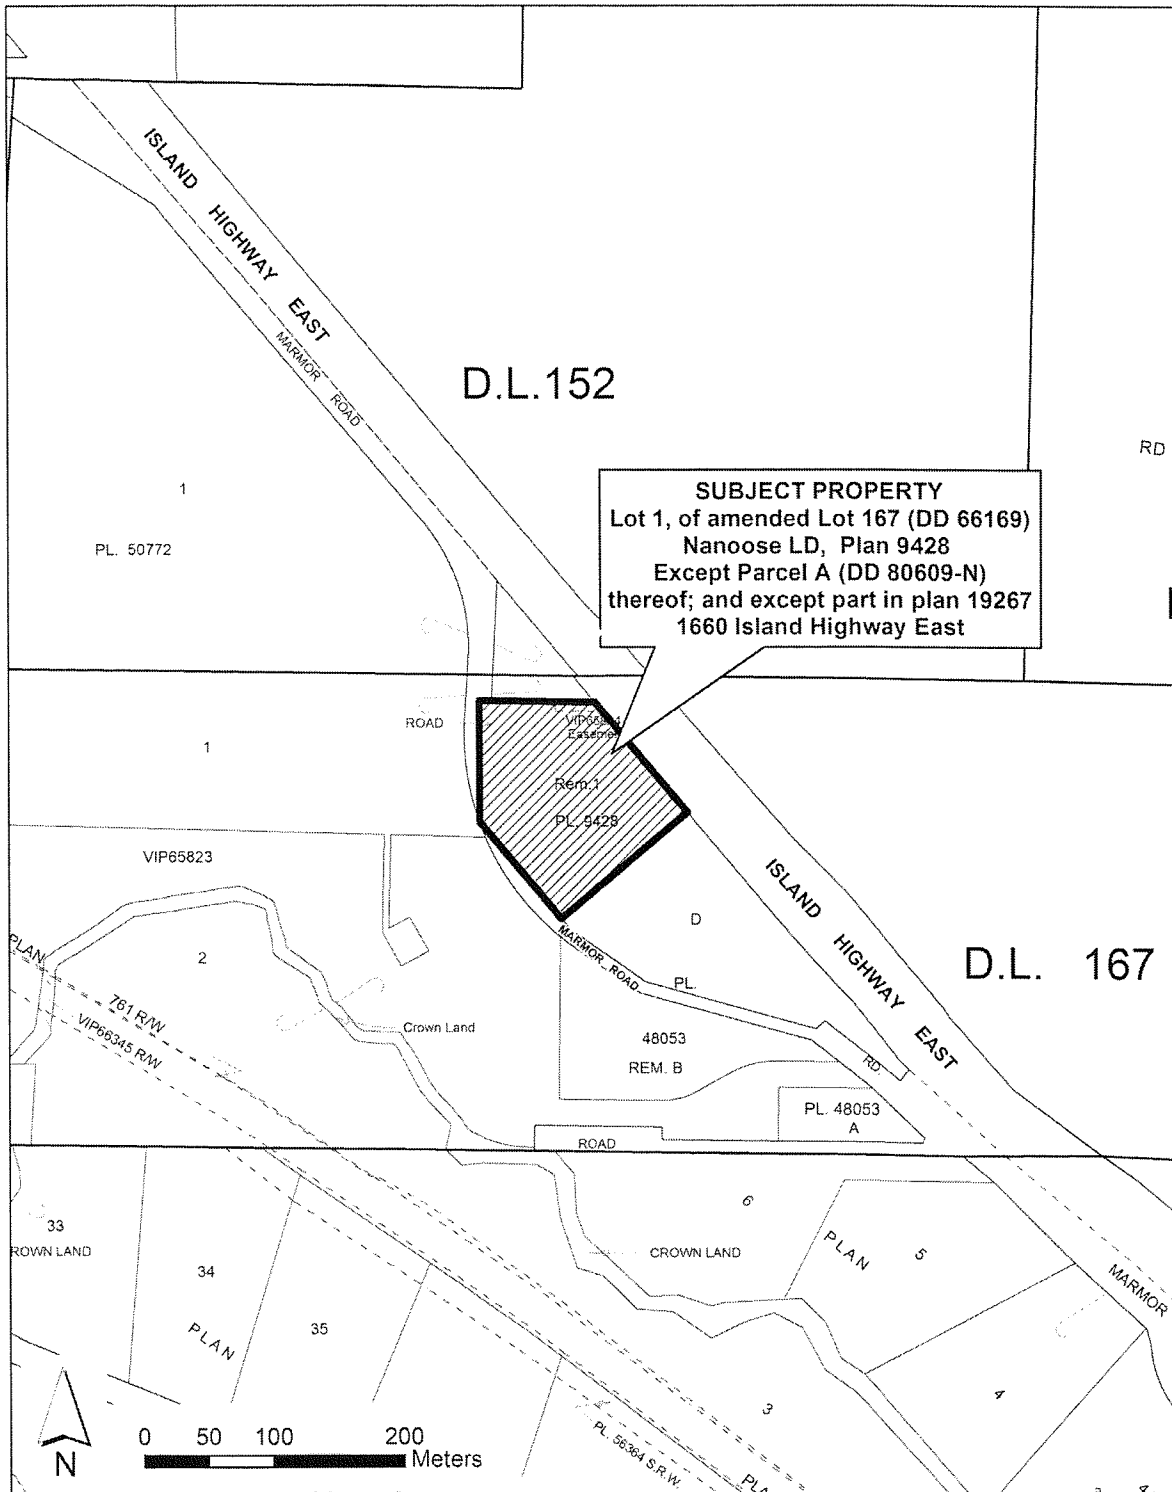 ISLAND HIGHWAY EAST
MARMOR ROAD
D.L.152
RD
1
PL. 50772
SUBJECT PROPERTY
Lot 1, of amended Lot 167 (DD 66169)
Nanoose LD, Plan 9428
Except Parcel A (DD 80609-N)
thereof; and except part in plan 19267
1660 Island Highway East
ROAD
1
Rem.1
PL. 9428
VIP65823
ISLAND HIGHWAY EAST
D
MARMOR ROAD
PL.
D.L. 167
PLAN
2
761 R/W
VIP66345 R/W
Crown Land
48053
REM. B
RD.
PL. 48053
A
ROAD
6
33
CROWN LAND
PLAN
5
34
MARMOR
PLAN
35
4
3
N
0 50 100 200
Meters
PL. 56364 S.R.W.